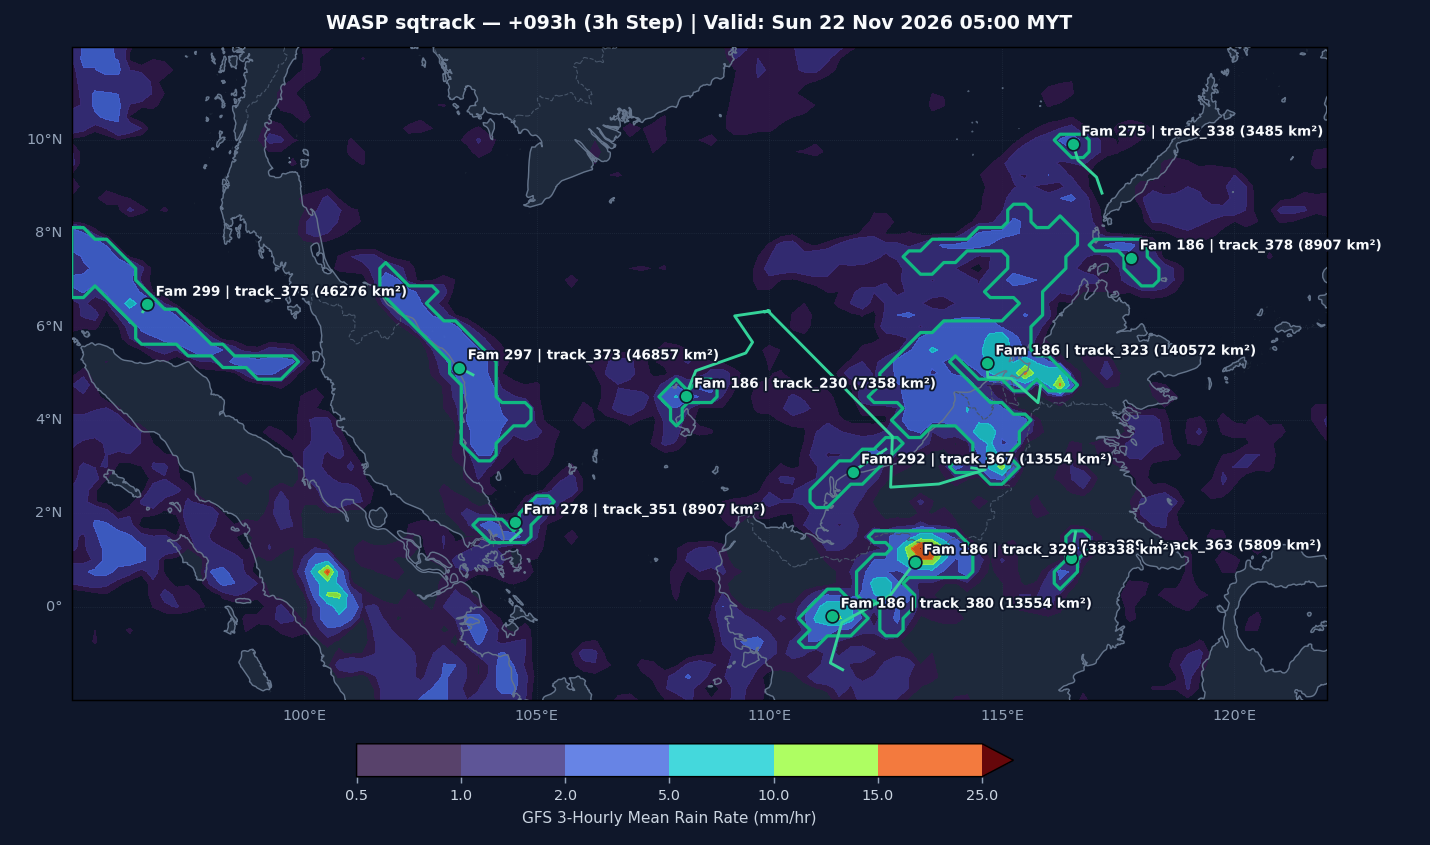 WASP sqtrack — +093h (3h Step) | Valid: Sun 22 Nov 2026 05:00 MYT
Fam 275 | track_338 (3485 km²)
10°N
8°N
Fam 186 | track_378 (8907 km²)
Fam 299 | track_375 (46276 km²)
6°N
Fam 297 | track_373 (46857 km²)
Fam 186 | track_323 (140572 km²)
Fam 186 | track_230 (7358 km²)
4°N
Fam 292 | track_367 (13554 km²)
2°N
Fam 278 | track_351 (8907 km²)
Fam 186 | track_329 (38338 km²)
track_363 (5809 km²)
0°
Fam 186 | track_380 (13554 km²)
100°E 105°E 110°E 115°E 120°E
0.5 1.0 2.0 5.0 10.0 15.0 25.0
GFS 3-Hourly Mean Rain Rate (mm/hr)